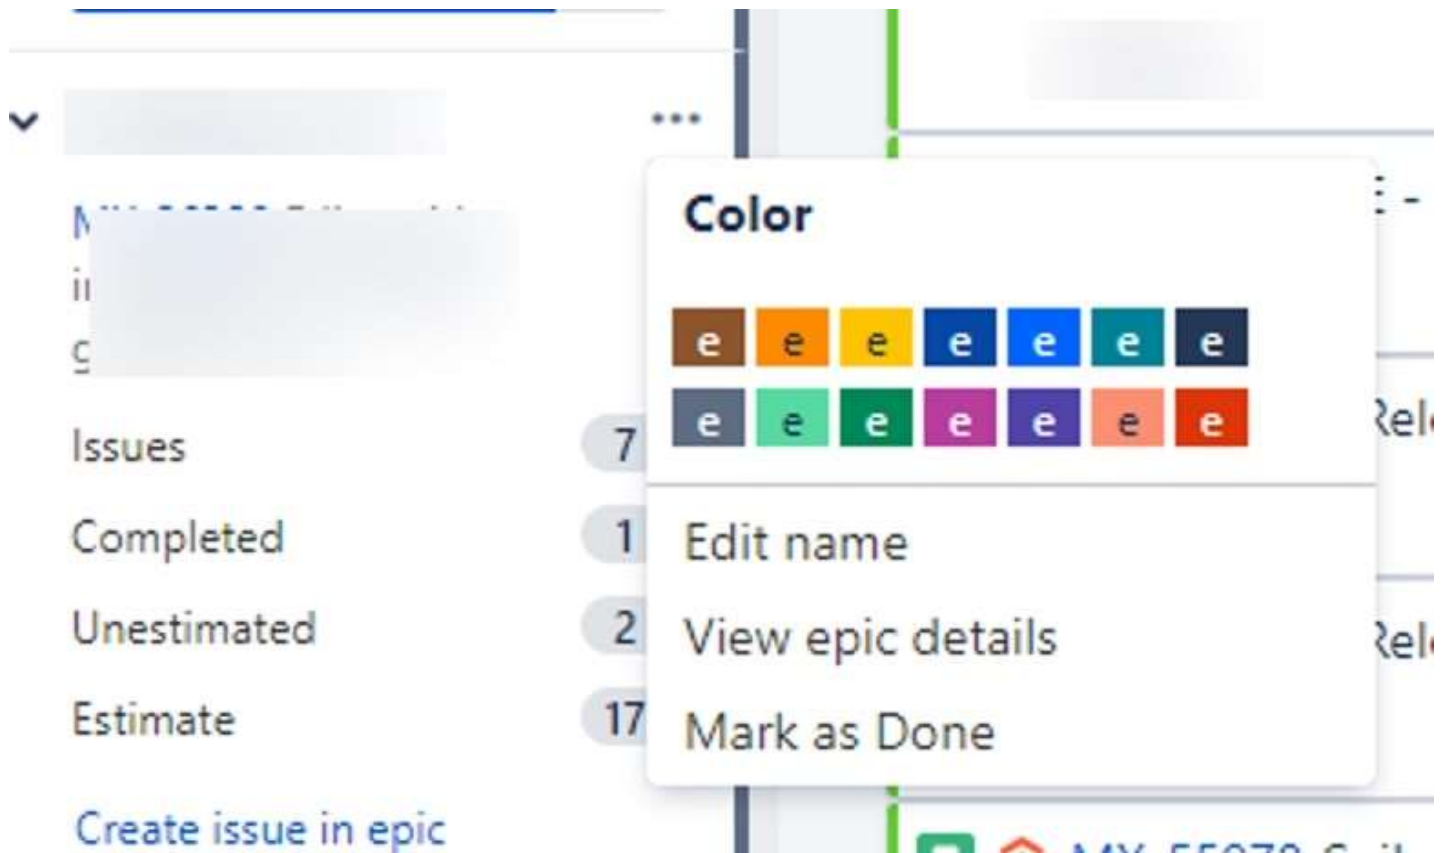 Color
e e e e e e e
e e e e e e e
Issues 7
Completed 1
Unestimated 2
Estimate 17
Edit name
View epic details
Mark as Done
Create issue in epic